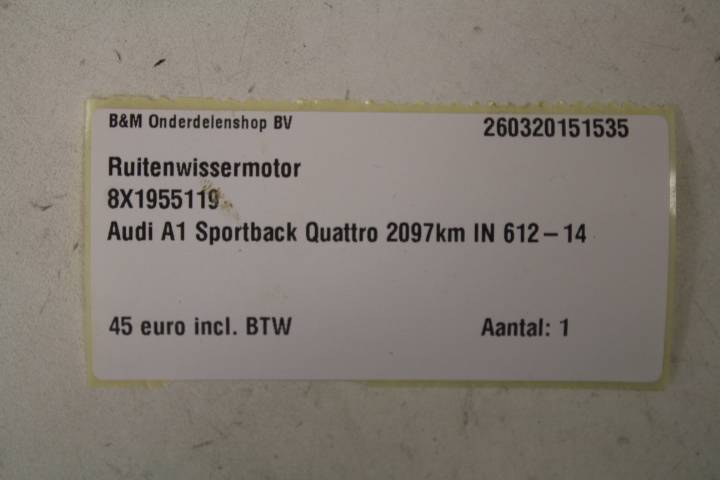 B&M Onderdelenshop BV 260320151535
Ruitenwissermotor
8X1955119
Audi A1 Sportback Quattro 2097km IN 612-14
45 euro incl. BTW Aantal: 1